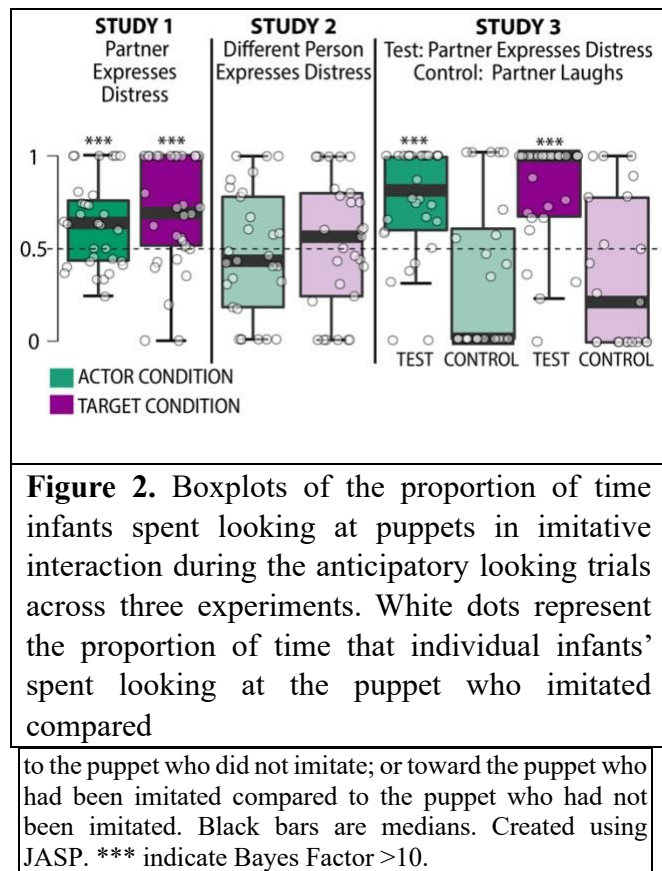 STUDY 1
Partner
Expresses
Distress
STUDY 2
Different Person
Expresses Distress
STUDY 3
Test: Partner Expresses Distress
Control: Partner Laughs
*** *** *** ***
1
0.5
0
TEST CONTROL TEST CONTROL
ACTOR CONDITION
TARGET CONDITION
Figure 2. Boxplots of the proportion of time
infants spent looking at puppets in imitative
interaction during the anticipatory looking trials
across three experiments. White dots represent
the proportion of time that individual infants’
spent looking at the puppet who imitated
compared
to the puppet who did not imitate; or toward the puppet who
had been imitated compared to the puppet who had not
been imitated. Black bars are medians. Created using
JASP. *** indicate Bayes Factor >10.